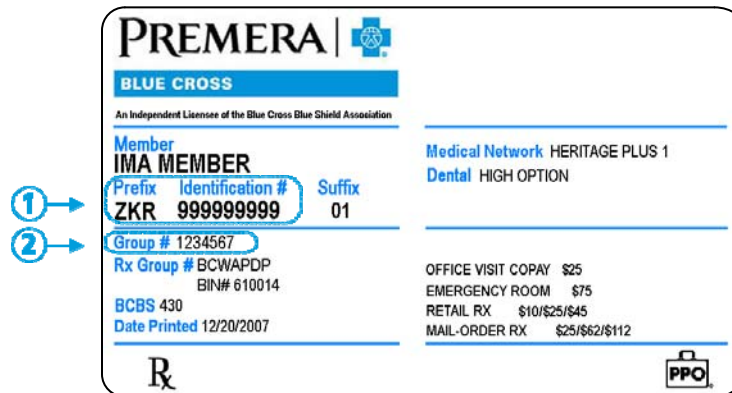 PREMERA
BLUE CROSS
An Independent Licensee of the Blue Cross Blue Shield Association
Member
IMA MEMBER
Prefix Identification # Suffix
1 ZKR 999999999 01
2 Group # 1234567
Rx Group # BCWAPDP
BIN# 610014
BCBS 430
Date Printed 12/20/2007
Rx
Medical Network HERITAGE PLUS 1
Dental HIGH OPTION
OFFICE VISIT COPAY $25
EMERGENCY ROOM $75
RETAIL RX $10/$25/$45
MAIL-ORDER RX $25/$62/$112
PPO